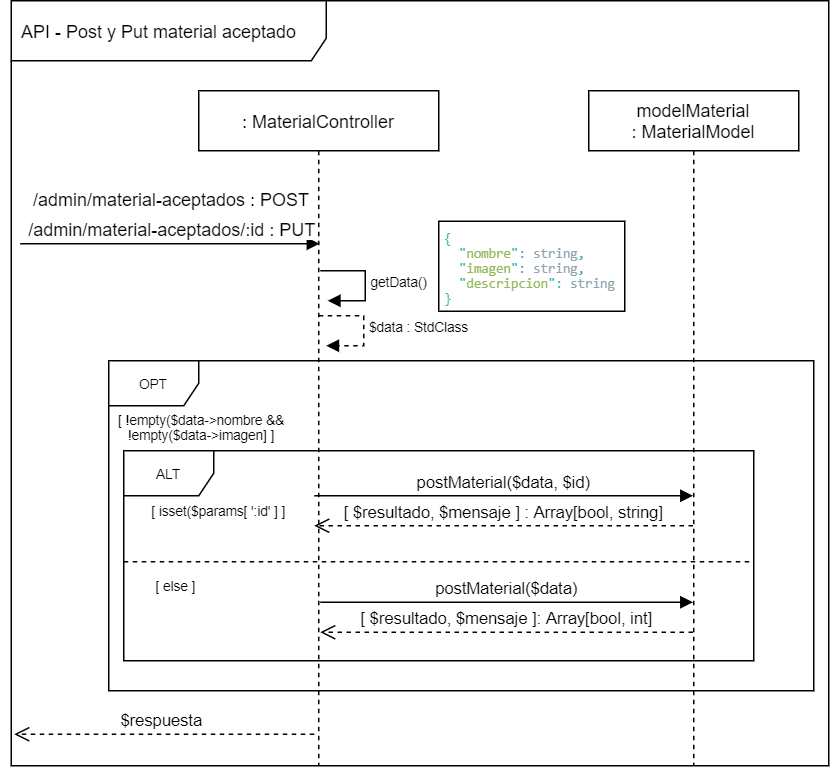 API - Post y Put material aceptado
: MaterialController
modelMaterial
: MaterialModel
/admin/material-aceptados : POST
/admin/material-aceptados/:id : PUT
{
"nombre": string,
"imagen": string,
"descripcion": string
}
getData()
$data : StdClass
OPT
[ !empty($data->nombre &&
!empty($data->imagen] ]
ALT
postMaterial($data, $id)
[ isset($params[ ':id' ] ]
[ $resultado, $mensaje ] : Array[bool, string]
[ else ]
postMaterial($data)
[ $resultado, $mensaje ]: Array[bool, int]
$respuesta